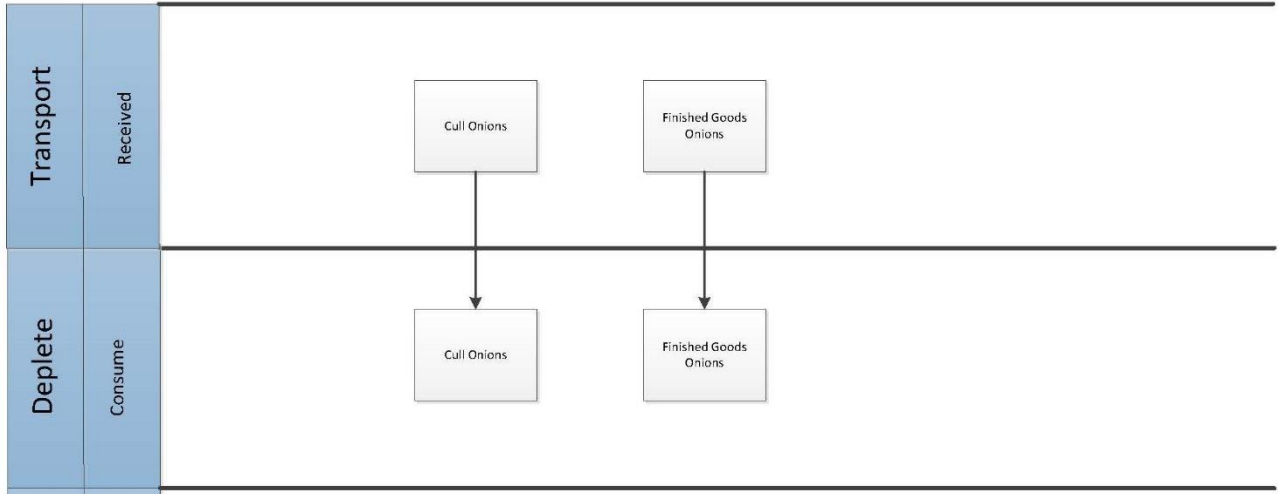 Transport
Received
Cull Onions
Finished Goods
Onions
Deplete
Consume
Cull Onions
Finished Goods
Onions